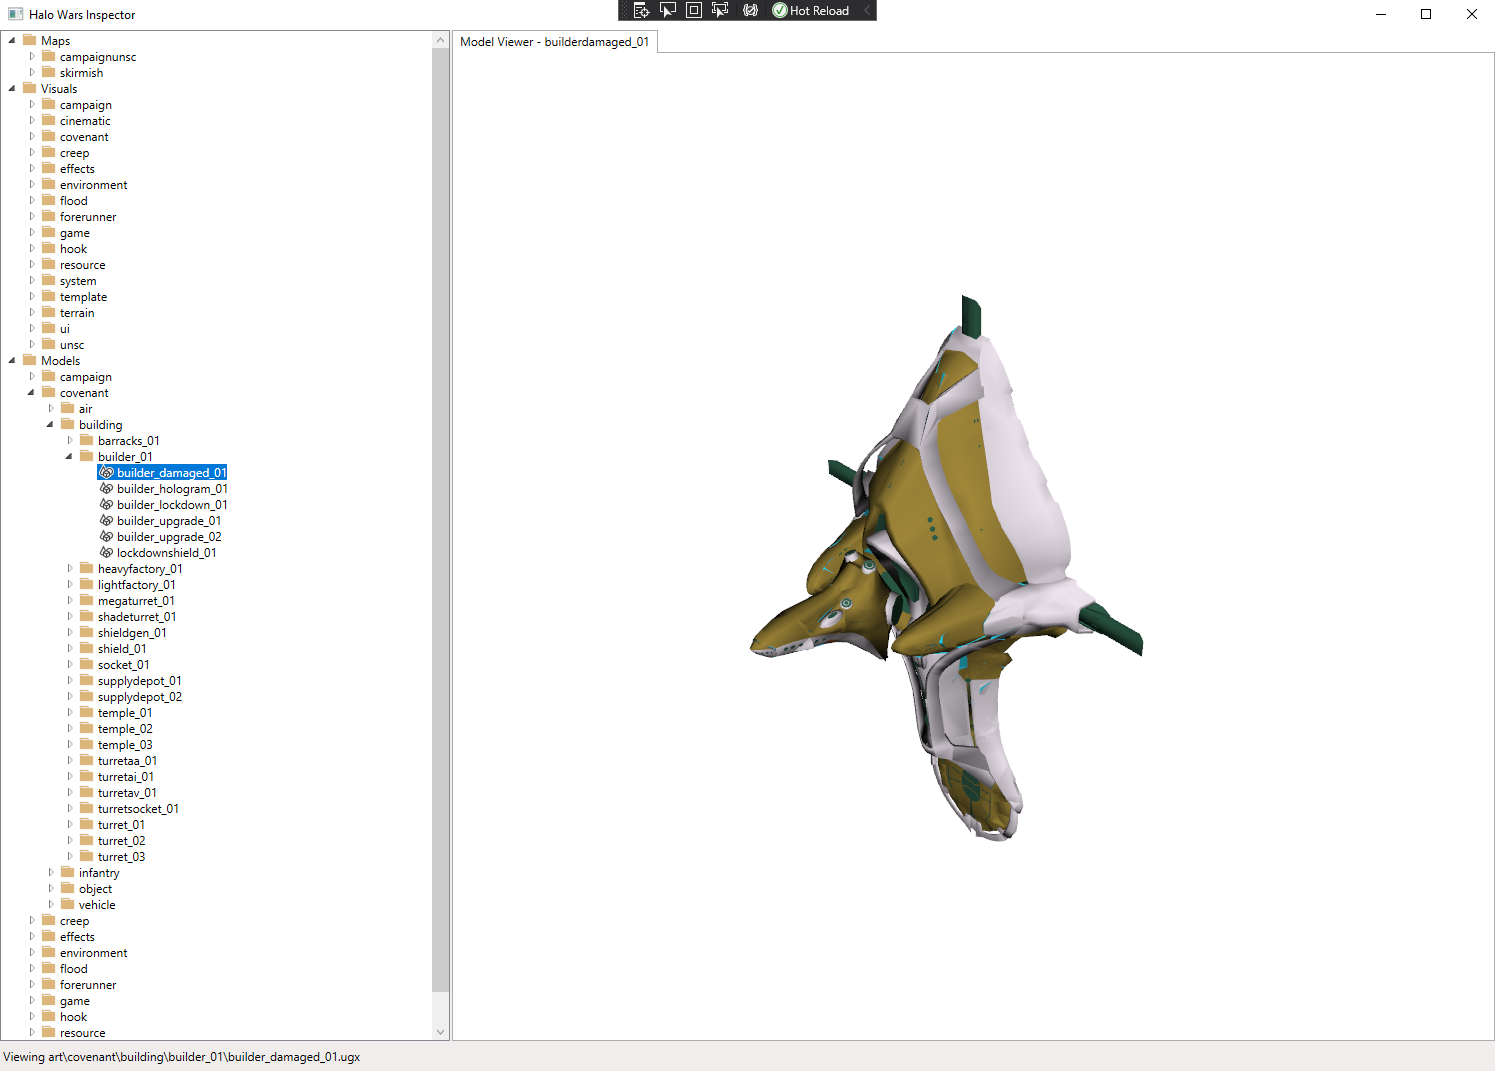 Halo Wars Inspector
Hot Reload
Maps
campaignunsc
skirmish
Visuals
campaign
cinematic
covenant
creep
effects
environment
flood
forerunner
game
hook
resource
system
template
terrain
ui
unsc
Models
campaign
covenant
air
building
barracks_01
builder_01
builder_damaged_01
builder_hologram_01
builder_lockdown_01
builder_upgrade_01
builder_upgrade_02
lockdownshield_01
heavyfactory_01
lightfactory_01
megaturret_01
shadeturret_01
shieldgen_01
shield_01
socket_01
supplydepot_01
supplydepot_02
temple_01
temple_02
temple_03
turretaa_01
turretai_01
turretav_01
turretsocket_01
turret_01
turret_02
turret_03
infantry
object
vehicle
creep
effects
environment
flood
forerunner
game
hook
resource
Model Viewer - builderdamaged_01
Viewing art\covenant\building\builder_01\builder_damaged_01.ugx